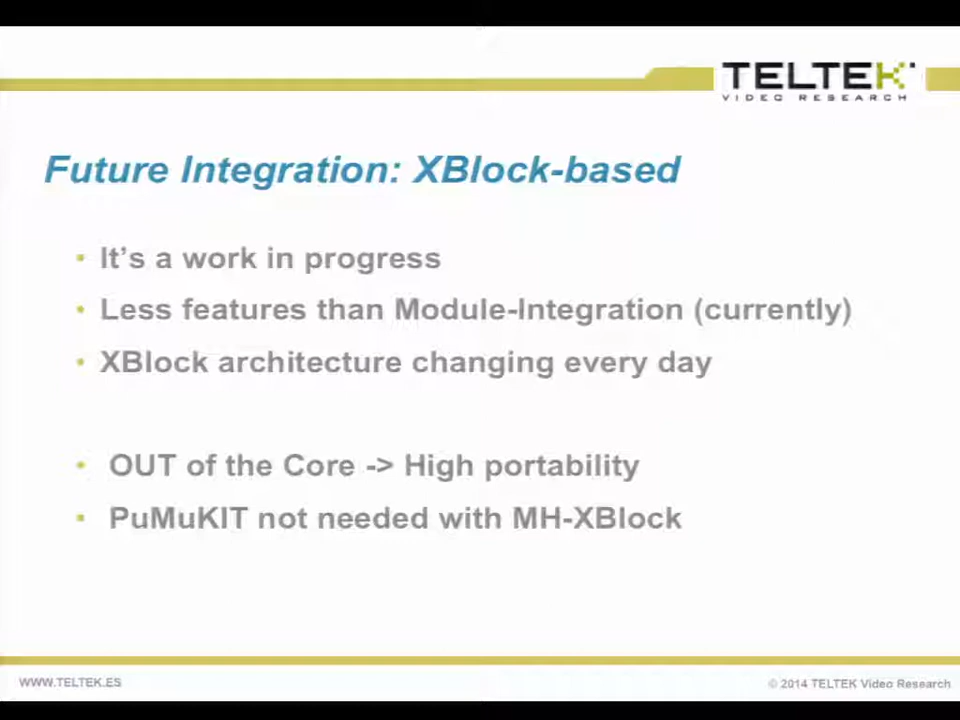 TELTEK
VIDEO RESEARCH
Future Integration: XBlock-based
• It’s a work in progress
• Less features than Module-Integration (currently)
• XBlock architecture changing every day
• OUT of the Core -> High portability
• PuMuKIT not needed with MH-XBlock
WWW.TELTEK.ES
© 2014 TELTEK Video Research